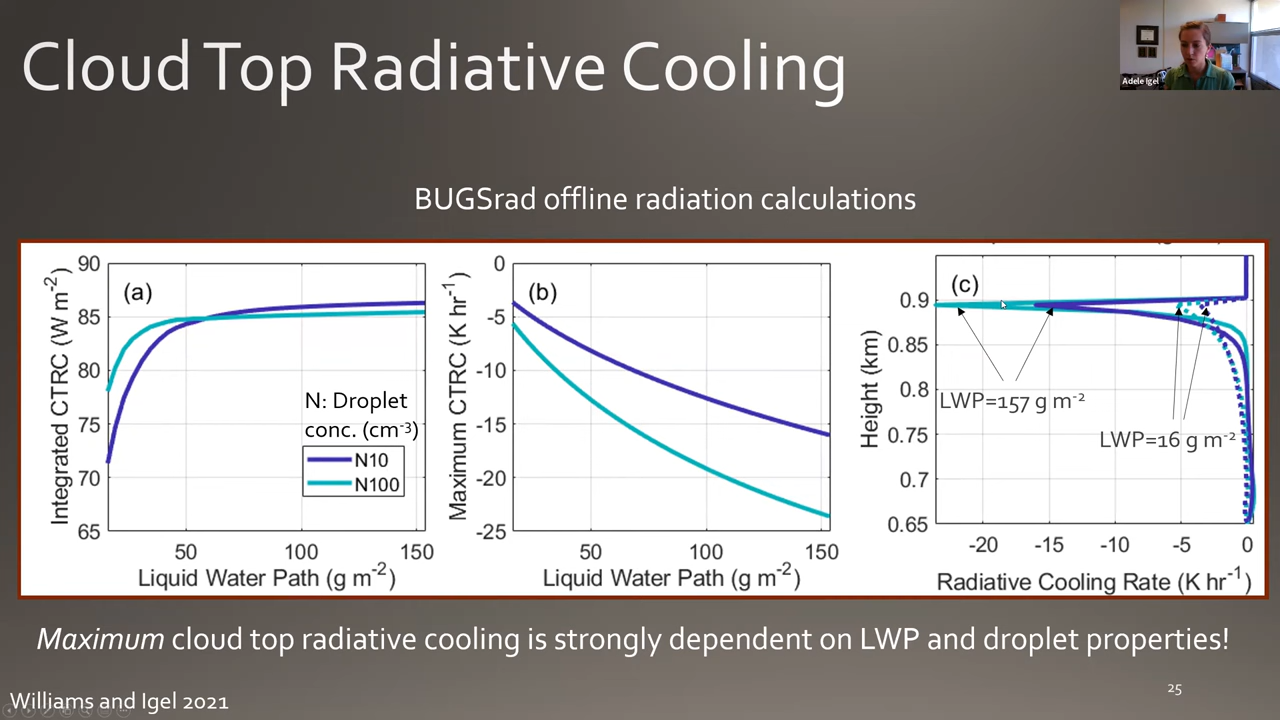 Cloud Top Radiative Cooling
Adele Igel
BUGSrad offline radiation calculations
(a)
90
85
80
75
70
65
50
100
150
Integrated CTRC (W m⁻²)
Liquid Water Path (g m⁻²)
N: Droplet
conc. (cm⁻³)
N10
N100
(b)
0
-5
-10
-15
-20
-25
50
100
150
Maximum CTRC (K hr⁻¹)
Liquid Water Path (g m⁻²)
(c)
0.9
0.85
0.8
0.75
0.7
0.65
-20
-15
-10
-5
0
Height (km)
Radiative Cooling Rate (K hr⁻¹)
LWP=157 g m⁻²
LWP=16 g m⁻²
Maximum cloud top radiative cooling is strongly dependent on LWP and droplet properties!
25
Williams and Igel 2021